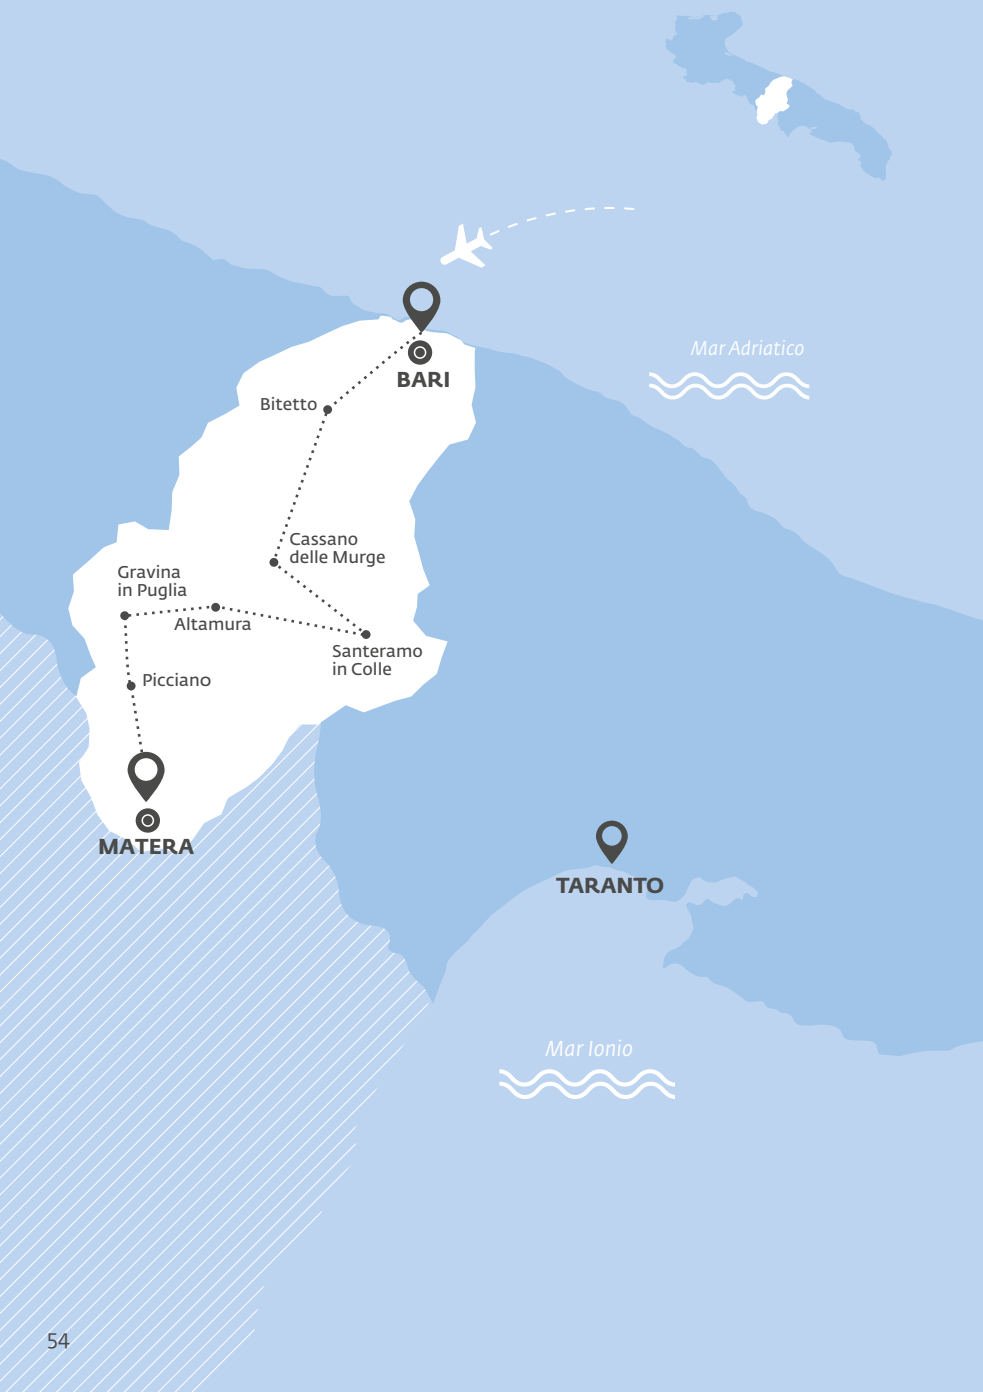 Mar Adriatico
BARI
Bitetto
Cassano
delle Murge
Gravina
in Puglia
Altamura
Santeramo
in Colle
Picciano
MATERA
TARANTO
Mar Ionio
54